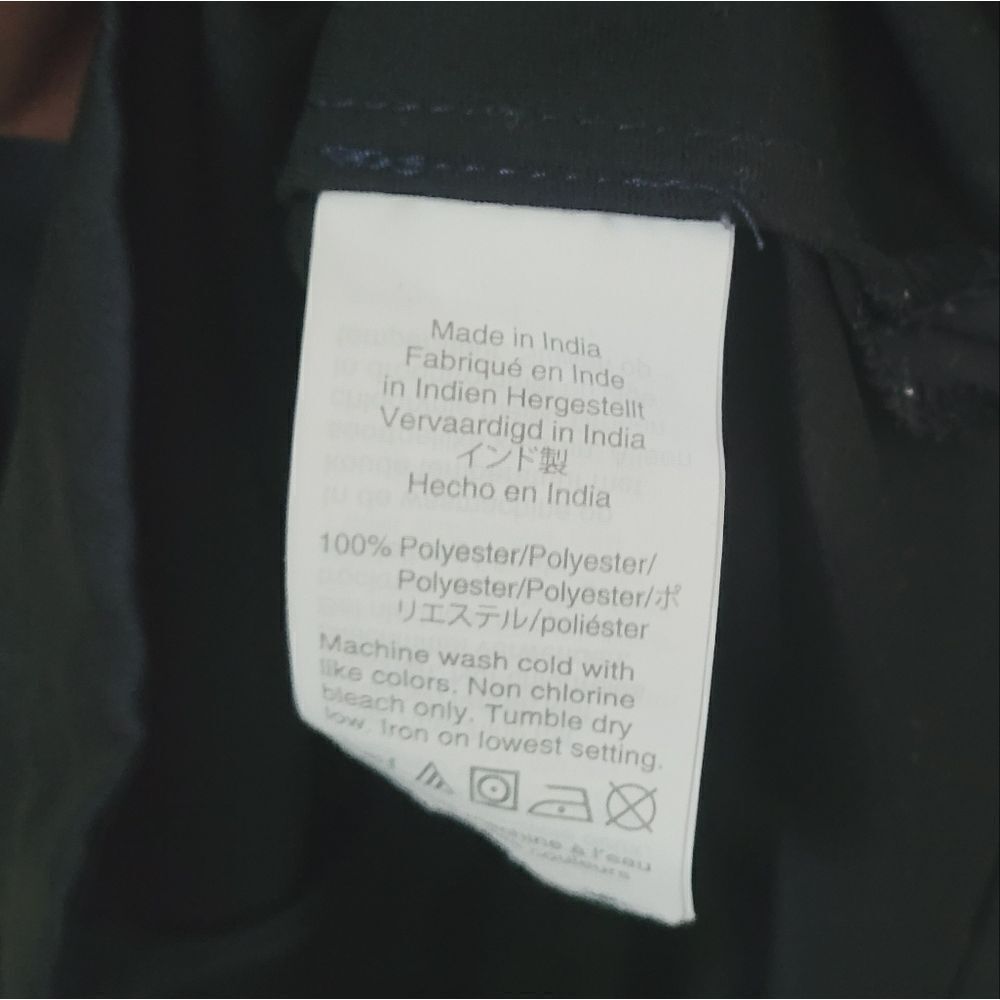 Made in India
Fabriqué en Inde
in Indien Hergestellt
Vervaardigd in India
インド製
Hecho en India
100% Polyester/Polyester/
Polyester/Polyester/ポ
リエステル/poliéster
Machine wash cold with
like colors. Non chlorine
bleach only. Tumble dry
low. Iron on lowest setting.
à l'eau
couleurs